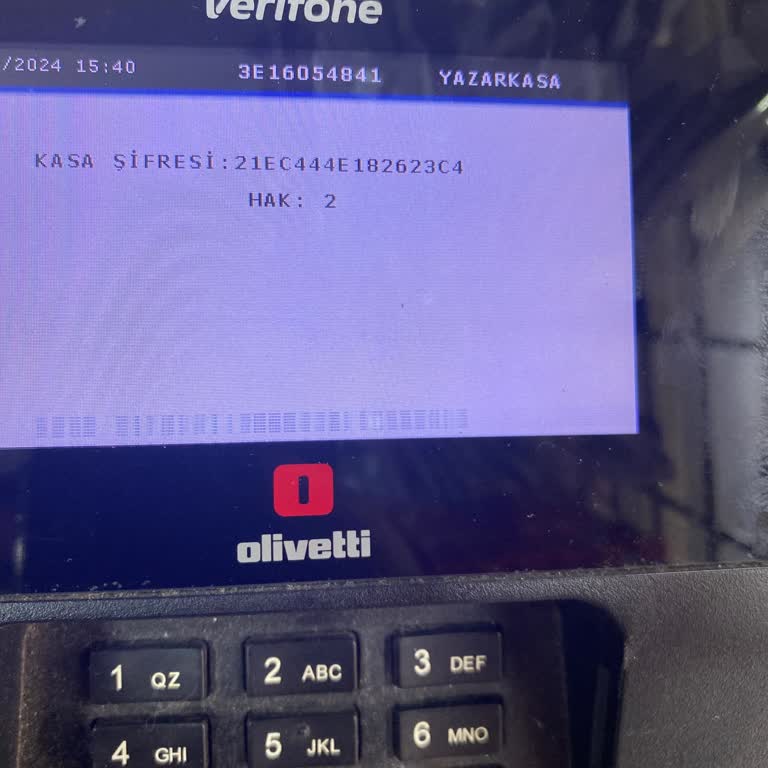 Verifone
/2024 15:40 3E16054841 YAZARKASA
KASA ŞİFRESİ:21EC444E182623C4
HAK: 2
olivetti
1 QZ 2 ABC 3 DEF
4 GHI 5 JKL 6 MNO